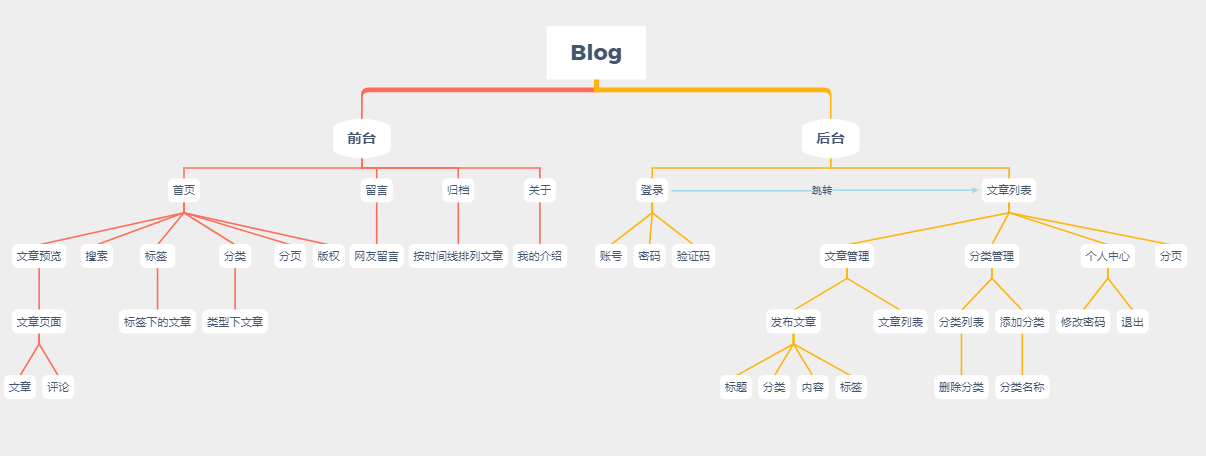 Blog
前台
后台
首页
留言
归档
关于
登录
跳转
文章列表
文章预览
搜索
标签
分类
分页
版权
网友留言
按时间线排列文章
我的介绍
账号
密码
验证码
文章管理
分类管理
个人中心
分页
文章页面
标签下的文章
类型下文章
发布文章
文章列表
分类列表
添加分类
修改密码
退出
文章
评论
标题
分类
内容
标签
删除分类
分类名称